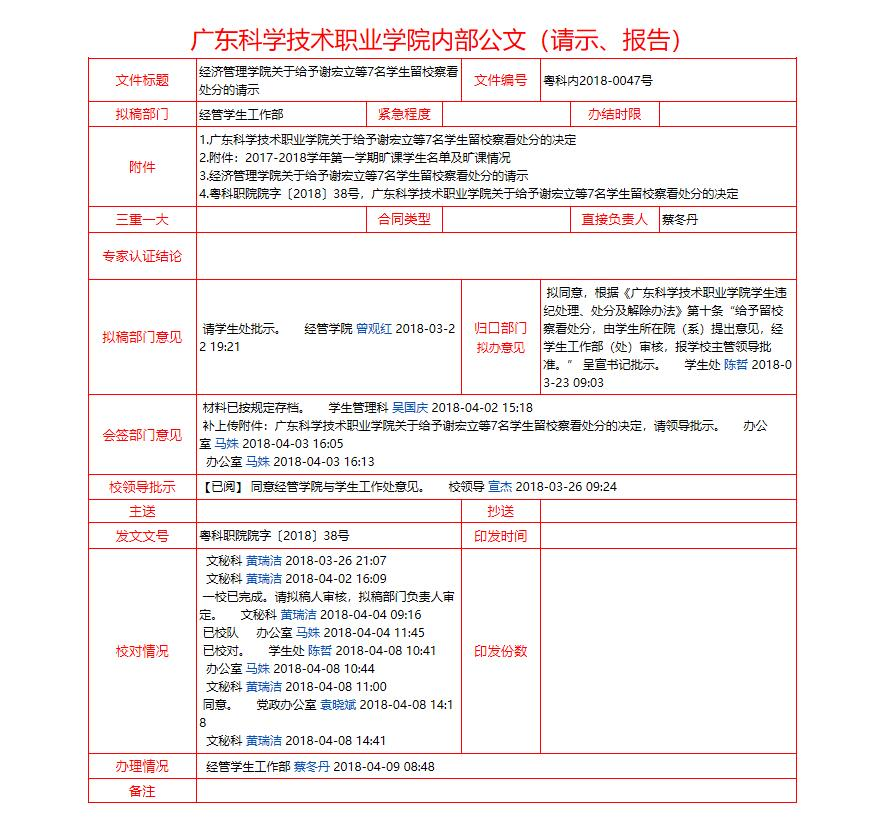 广东科学技术职业学院内部公文（请示、报告）
文件标题
经济管理学院关于给予谢宏立等7名学生留校察看
处分的请示
文件编号
粤科内2018-0047号
拟稿部门
经管学生工作部
紧急程度
办结时限
附件
1.广东科学技术职业学院关于给予谢宏立等7名学生留校察看处分的决定
2.附件：2017-2018学年第一学期旷课学生名单及旷课情况
3.经济管理学院关于给予谢宏立等7名学生留校察看处分的请示
4.粤科职院院字〔2018〕38号，广东科学技术职业学院关于给予谢宏立等7名学生留校察看处分的决定
三重一大
合同类型
直接负责人
蔡冬丹
专家认证结论
拟稿部门意见
请学生处批示。 经管学院 曾观红 2018-03-2
2 19:21
归口部门
拟办意见
拟同意，根据《广东科学技术职业学院学生违
纪处理、处分及解除办法》第十条“给予留校
察看处分，由学生所在院（系）提出意见，经
学生工作部（处）审核，报学校主管领导批
准。” 呈宣书记批示。 学生处 陈哲 2018-0
3-23 09:03
会签部门意见
材料已按规定存档。 学生管理科 吴国庆 2018-04-02 15:18
补上传附件：广东科学技术职业学院关于给予谢宏立等7名学生留校察看处分的决定，请领导批示。 办公
室 马姝 2018-04-03 16:05
办公室 马姝 2018-04-03 16:13
校领导批示
【已阅】 同意经管学院与学生工作处意见。 校领导 宣杰 2018-03-26 09:24
主送
抄送
发文文号
粤科职院院字〔2018〕38号
印发时间
校对情况
文秘科 黄瑞洁 2018-03-26 21:07
文秘科 黄瑞洁 2018-04-02 16:09
一校已完成。请拟稿人审核，拟稿部门负责人审
定。 文秘科 黄瑞洁 2018-04-04 09:16
已校队 办公室 马姝 2018-04-04 11:45
已校对。 学生处 陈哲 2018-04-08 10:41
办公室 马姝 2018-04-08 10:44
文秘科 黄瑞洁 2018-04-08 11:00
同意。 党政办公室 袁晓斌 2018-04-08 14:1
8
文秘科 黄瑞洁 2018-04-08 14:41
印发份数
办理情况
经管学生工作部 蔡冬丹 2018-04-09 08:48
备注